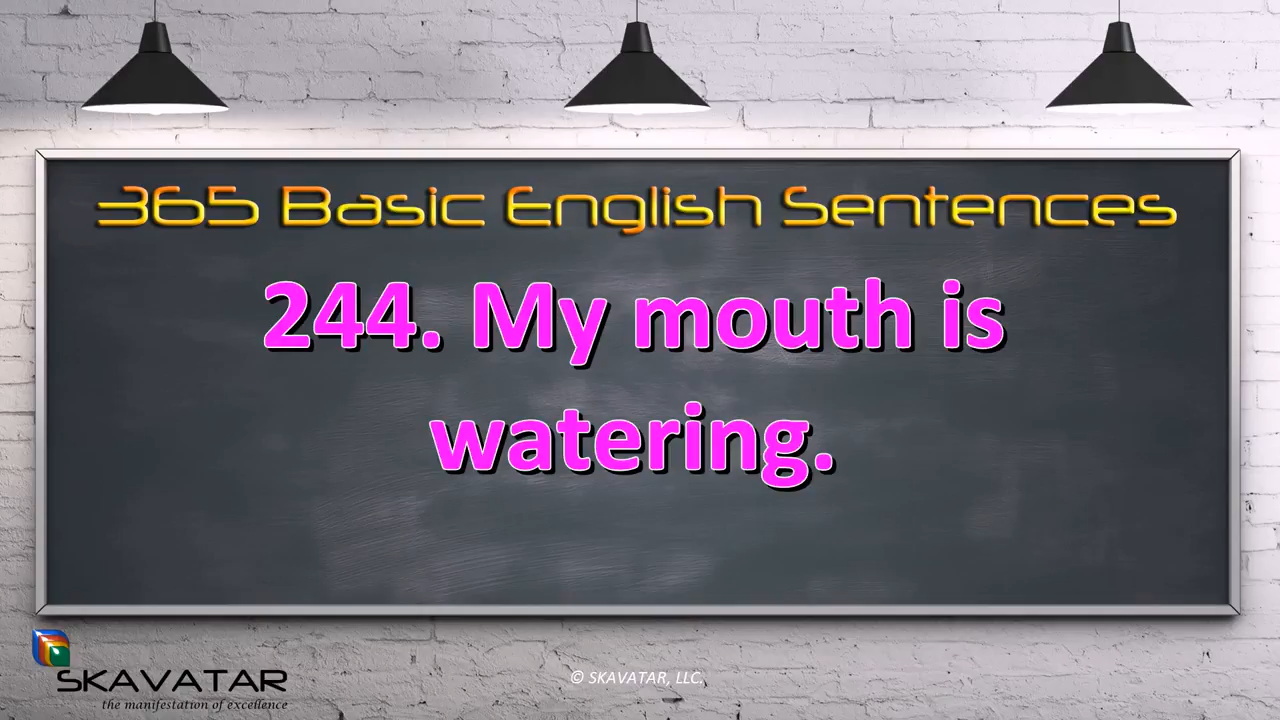 365 Basic English Sentences
244. My mouth is
watering.
SKAVATAR
the manifestation of excellence
© SKAVATAR, LLC.